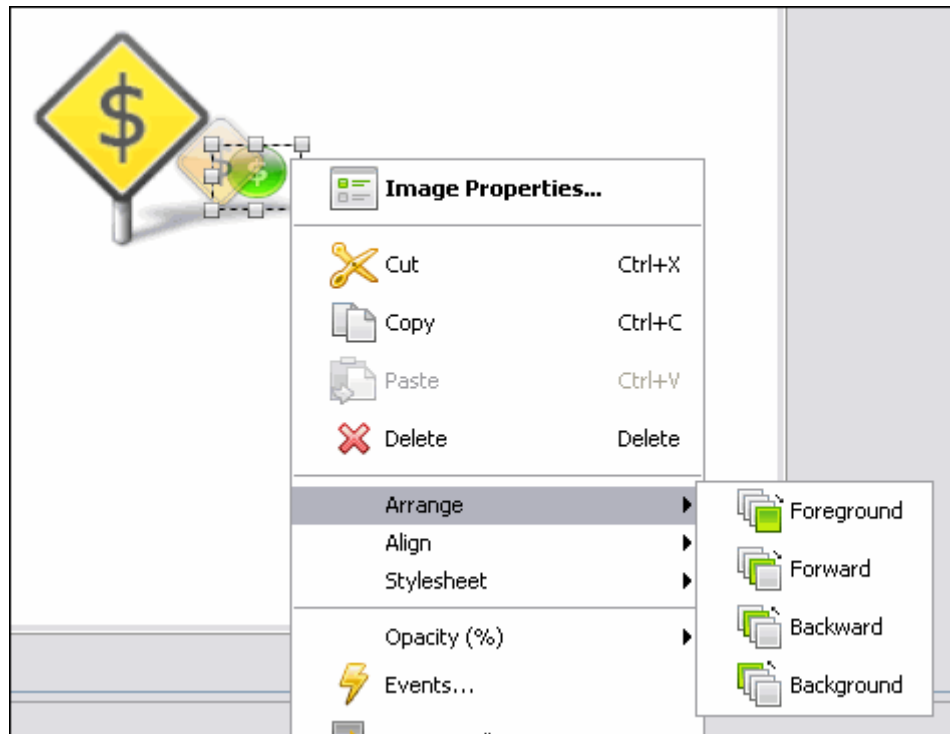 $
$
$
Image Properties...
Cut Ctrl+X
Copy Ctrl+C
Paste Ctrl+V
Delete Delete
Arrange
Align
Stylesheet
Opacity (%)
Events...
Foreground
Forward
Backward
Background